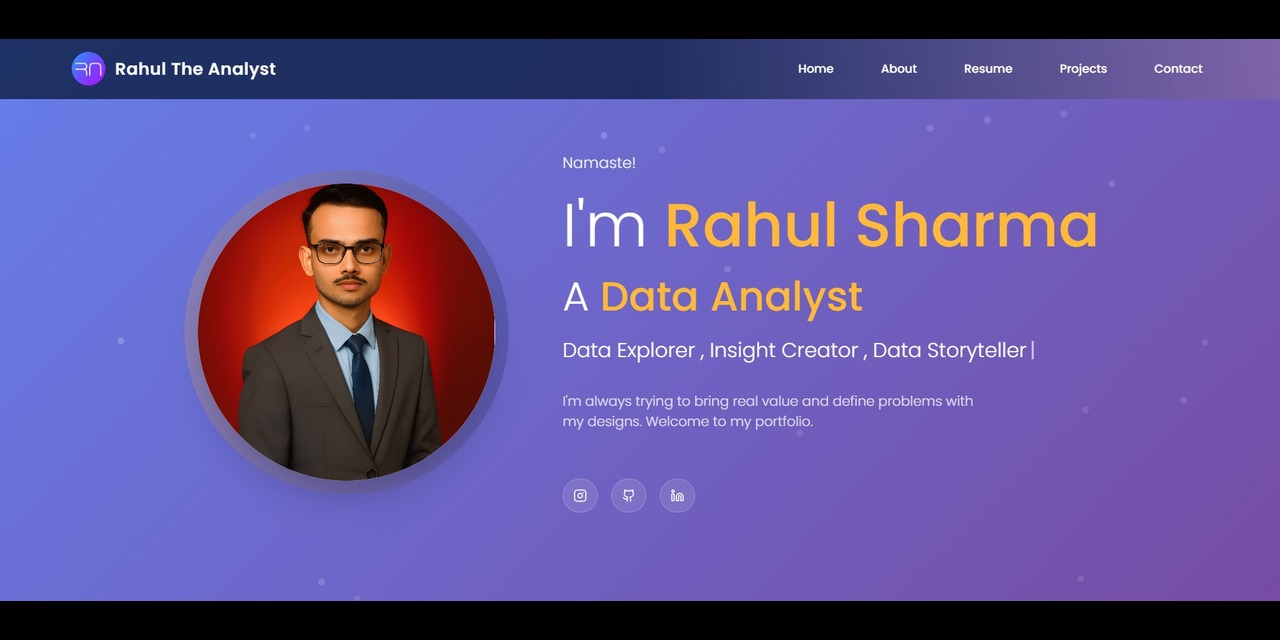 Rahul The Analyst
Home About Resume Projects Contact
Namaste!
I'm Rahul Sharma
A Data Analyst
Data Explorer , Insight Creator , Data Storyteller|
I'm always trying to bring real value and define problems with
my designs. Welcome to my portfolio.